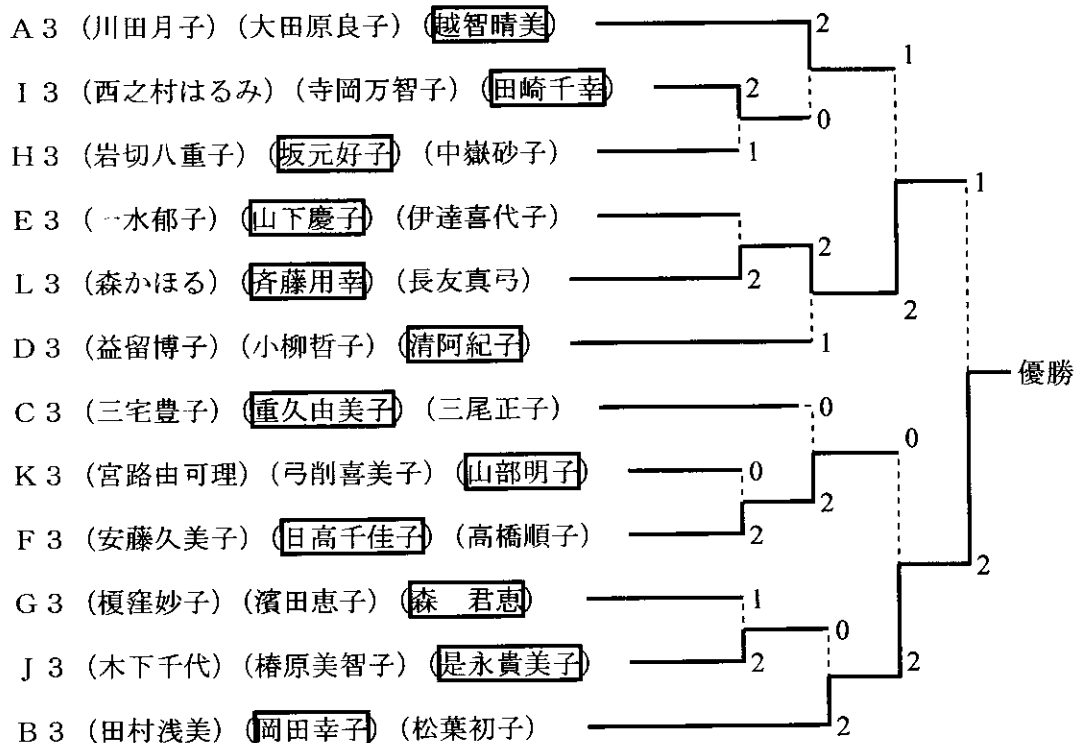 A3 (川田月子) (大田原良子) (越智晴美) 2
1
I3 (西之村はるみ) (寺岡万智子) (田崎千幸) 2
0
H3 (岩切八重子) (坂元好子) (中嶽砂子) 1
1
E3 (一水郁子) (山下慶子) (伊達喜代子)
2
L3 (森かほる) (斉藤用幸) (長友真弓) 2
2
D3 (益留博子) (小柳哲子) (清阿紀子) 1
優勝
C3 (三宅豊子) (重久由美子) (三尾正子) 0
0
K3 (宮路由可理) (弓削喜美子) (山部明子) 0
2
F3 (安藤久美子) (日高千佳子) (高橋順子) 2
2
G3 (榎窪妙子) (濱田恵子) (森 君恵) 1
0
J3 (木下千代) (椿原美智子) (是永貴美子) 2
2
B3 (田村浅美) (岡田幸子) (松葉初子) 2